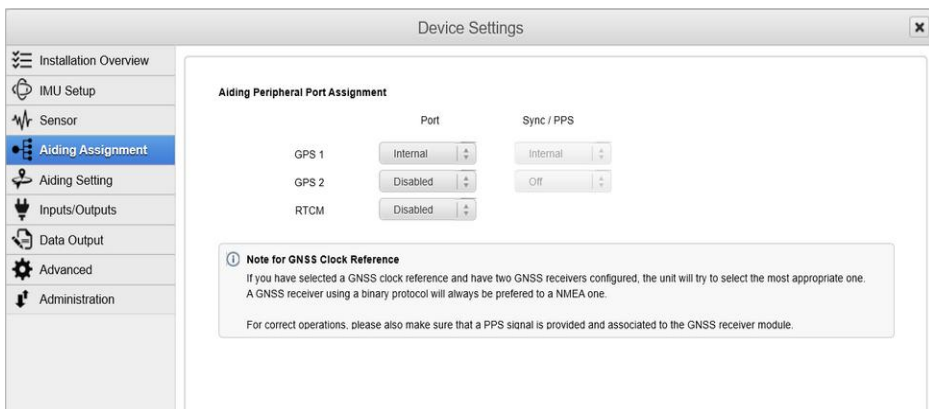 Device Settings
Installation Overview
IMU Setup
Sensor
Aiding Assignment
Aiding Setting
Inputs/Outputs
Data Output
Advanced
Administration
Aiding Peripheral Port Assignment
Port Sync / PPS
GPS 1 Internal Internal
GPS 2 Disabled Off
RTCM Disabled
Note for GNSS Clock Reference
If you have selected a GNSS clock reference and have two GNSS receivers configured, the unit will try to select the most appropriate one.
A GNSS receiver using a binary protocol will always be prefered to a NMEA one.
For correct operations, please also make sure that a PPS signal is provided and associated to the GNSS receiver module.